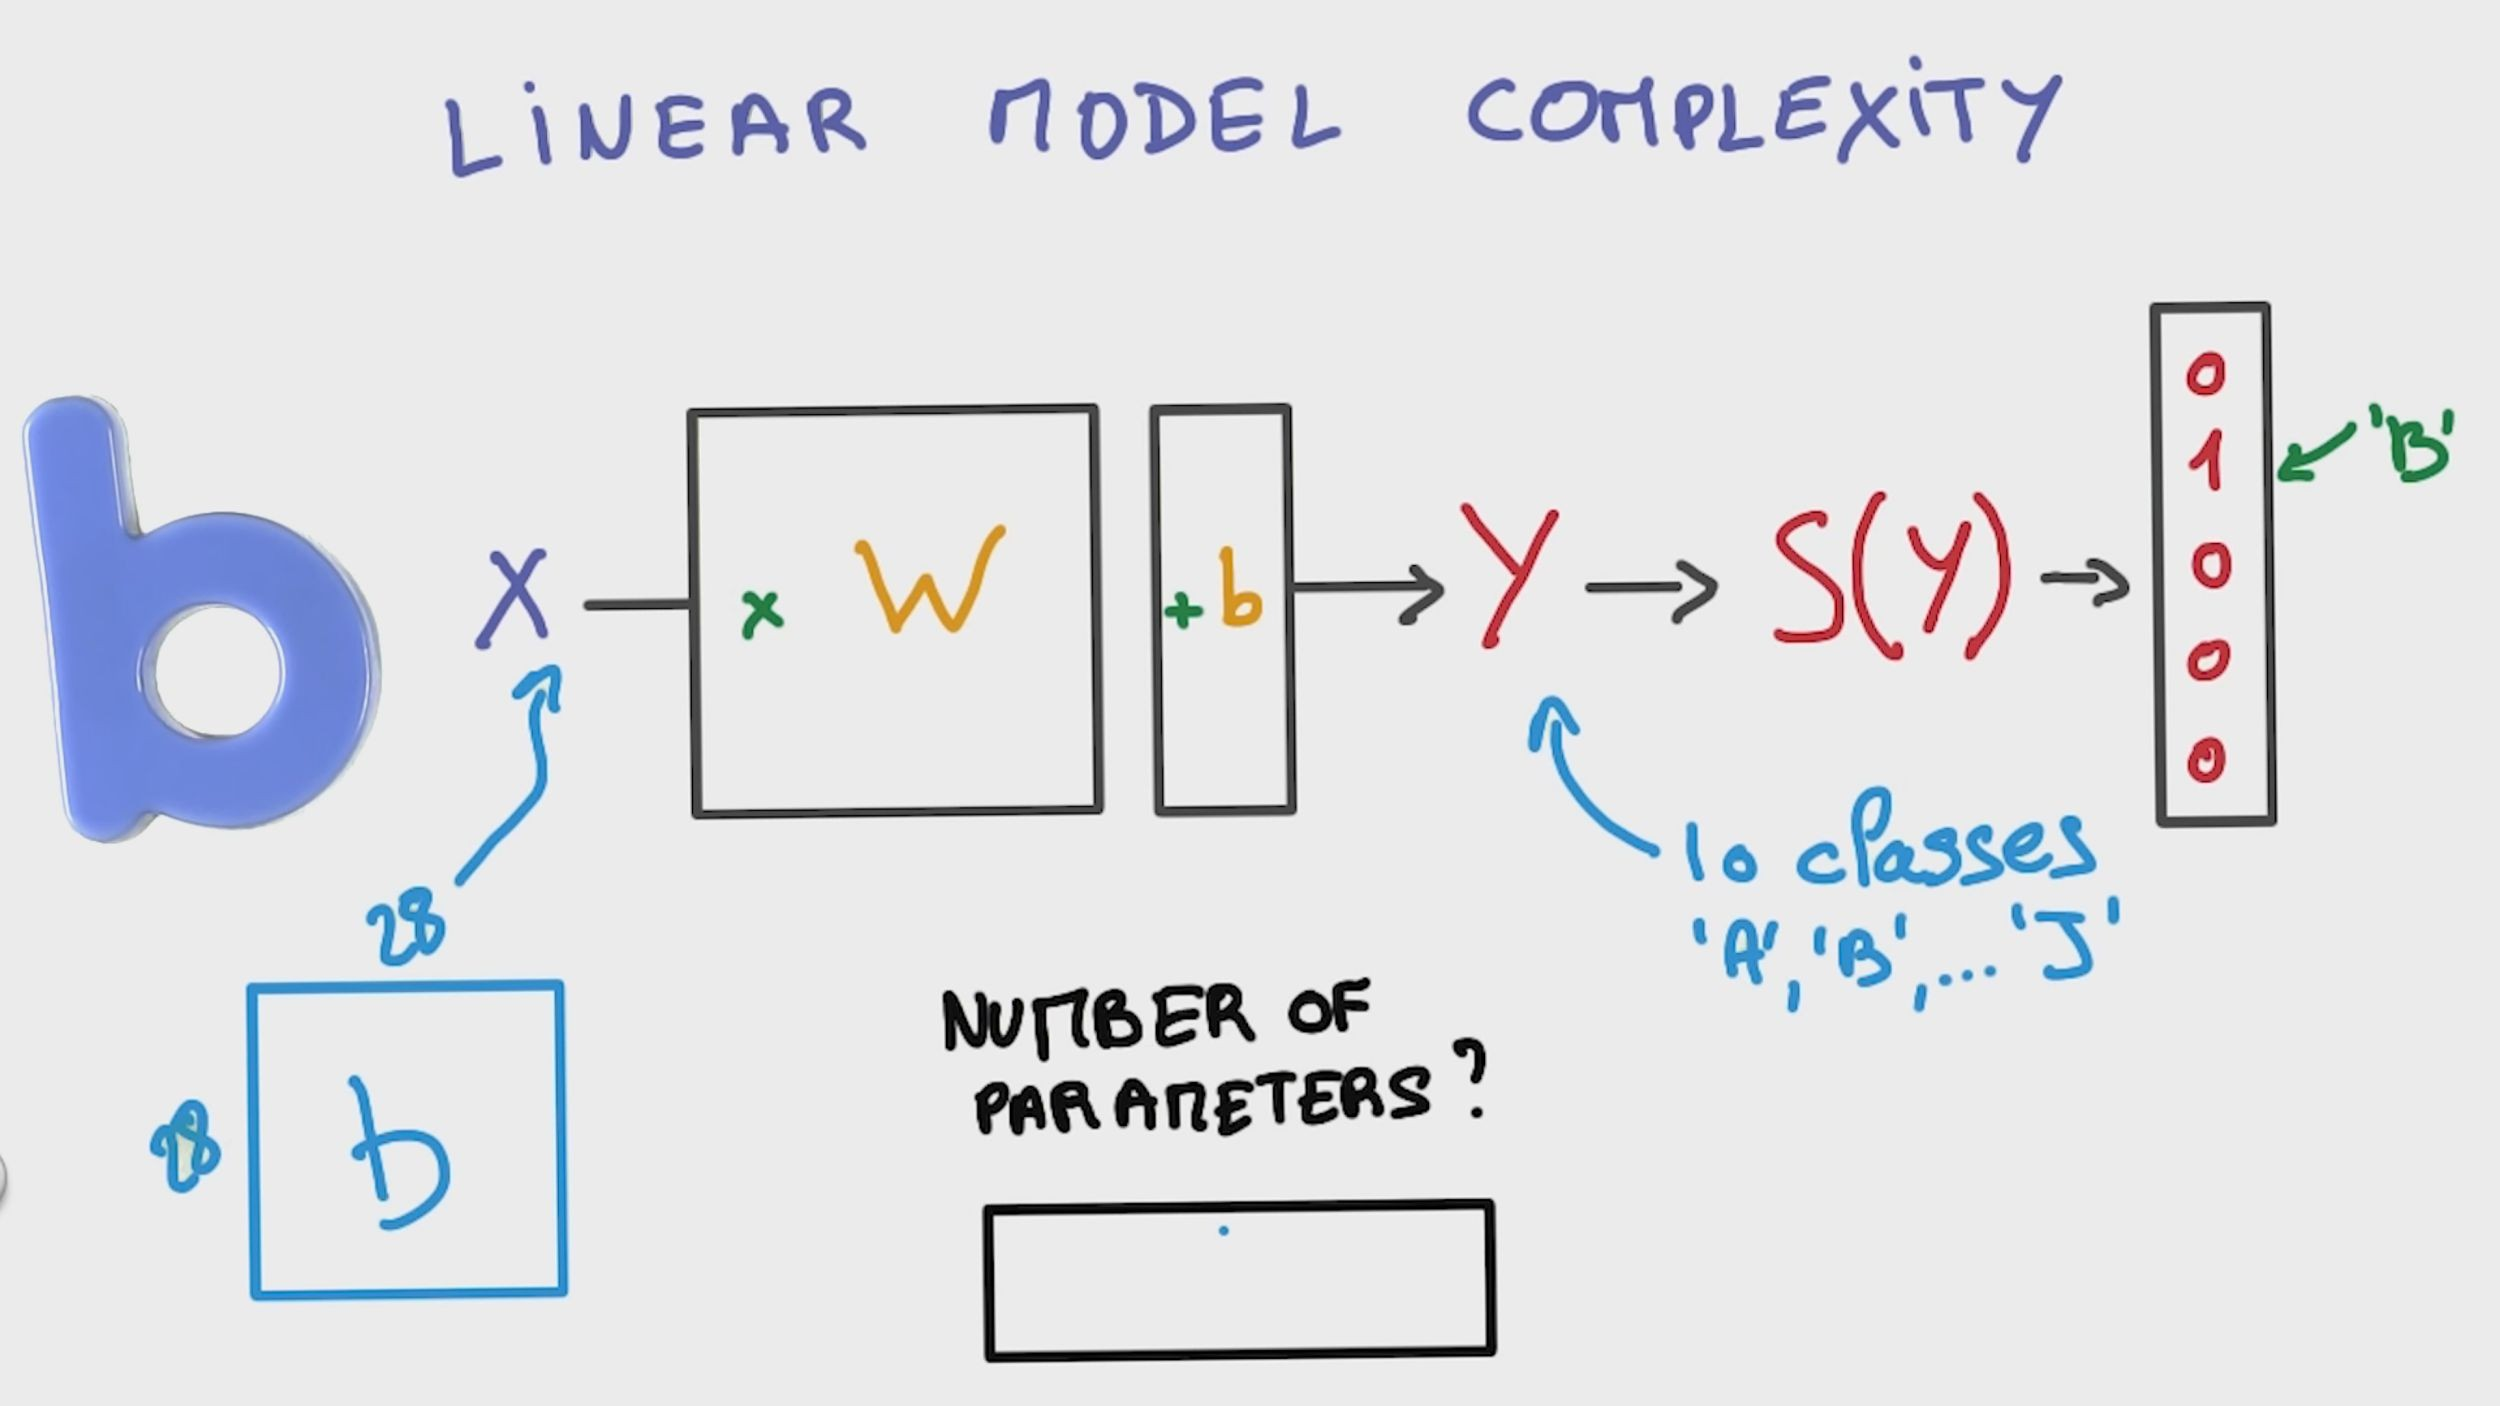 LINEAR MODEL COMPLEXITY
b
X × W + b → Y → S(Y) →
0
1
0
0
0
'B'
28
28
b
10 classes
'A', 'B', ... 'J'
NUMBER OF
PARAMETERS?